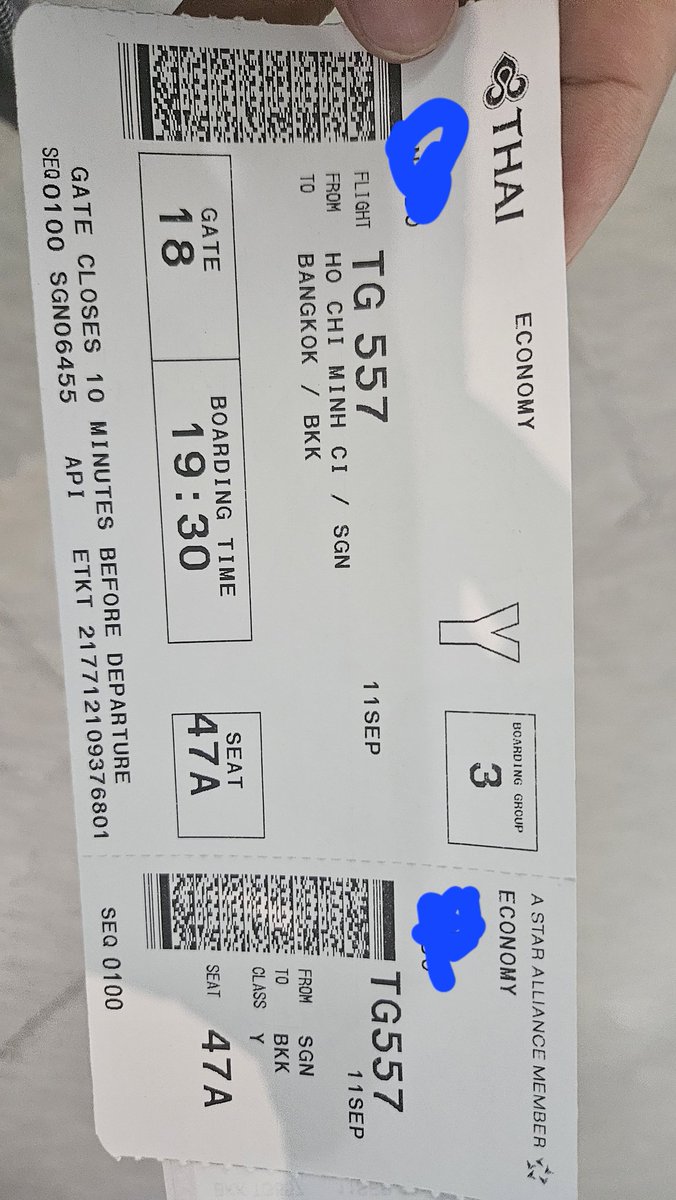 THAI
ECONOMY
Y
BOARDING GROUP
3
FLIGHT TG 557
11SEP
FROM HO CHI MINH CI / SGN
TO BANGKOK / BKK
GATE
18
BOARDING TIME
19:30
SEAT
47A
GATE CLOSES 10 MINUTES BEFORE DEPARTURE
SEQ0100 SGN06455 API ETKT 217712109376801
A STAR ALLIANCE MEMBER
ECONOMY
TG557
11SEP
FROM SGN
TO BKK
CLASS Y
SEAT 47A
SEQ 0100